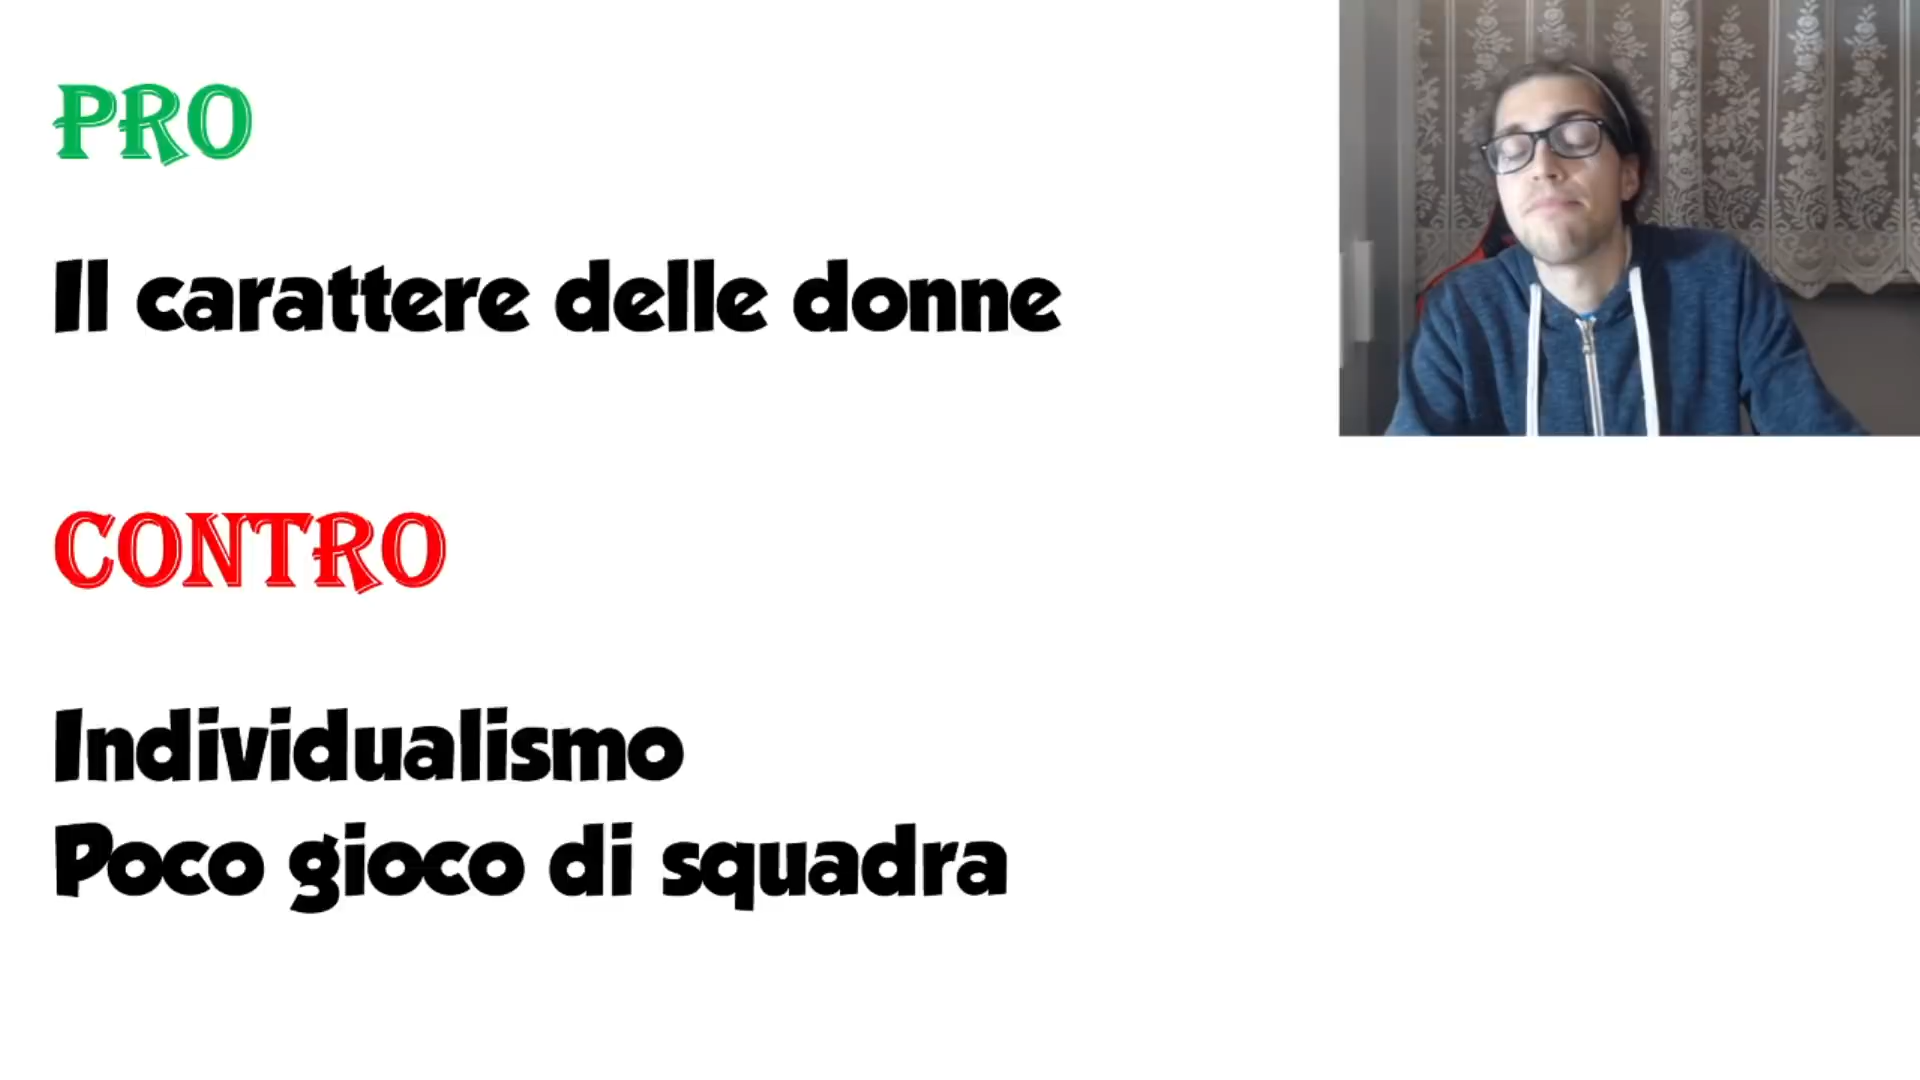 PRO
Il carattere delle donne
CONTRO
Individualismo
Poco gioco di squadra